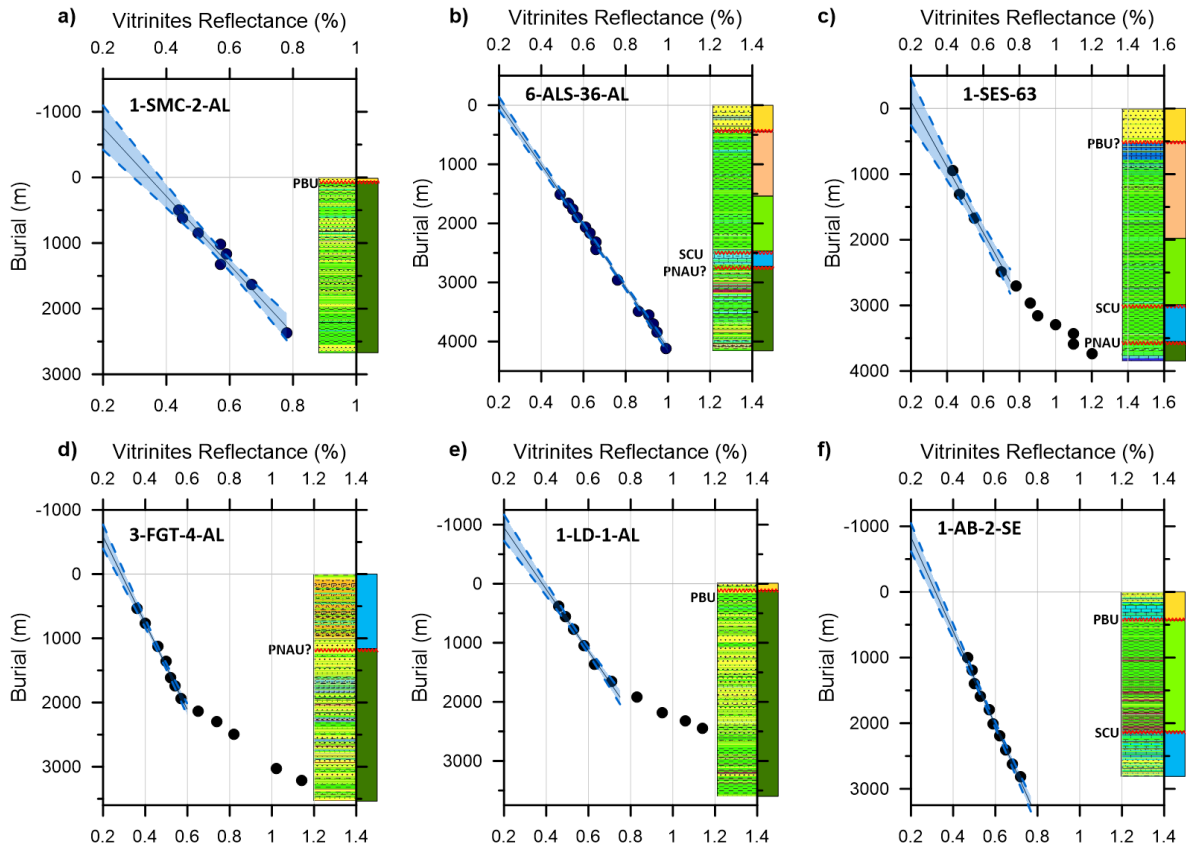 a) Vitrinites Reflectance (%)
0.2 0.4 0.6 0.8 1
1-SMC-2-AL
Burial (m)
-1000
0
1000
2000
3000
PBU
0.2 0.4 0.6 0.8 1
b) Vitrinites Reflectance (%)
0.2 0.4 0.6 0.8 1 1.2 1.4
6-ALS-36-AL
Burial (m)
0
1000
2000
3000
4000
SCU
PNAU?
0.2 0.4 0.6 0.8 1 1.2 1.4
c) Vitrinites Reflectance (%)
0.2 0.4 0.6 0.8 1 1.2 1.4 1.6
1-SES-63
Burial (m)
0
1000
2000
3000
4000
PBU?
SCU
PNAU
0.2 0.4 0.6 0.8 1 1.2 1.4 1.6
d) Vitrinites Reflectance (%)
0.2 0.4 0.6 0.8 1 1.2 1.4
3-FGT-4-AL
Burial (m)
-1000
0
1000
2000
3000
PNAU?
0.2 0.4 0.6 0.8 1 1.2 1.4
e) Vitrinites Reflectance (%)
0.2 0.4 0.6 0.8 1 1.2 1.4
1-LD-1-AL
Burial (m)
-1000
0
1000
2000
3000
PBU
0.2 0.4 0.6 0.8 1 1.2 1.4
f) Vitrinites Reflectance (%)
0.2 0.4 0.6 0.8 1 1.2 1.4
1-AB-2-SE
Burial (m)
-1000
0
1000
2000
3000
PBU
SCU
0.2 0.4 0.6 0.8 1 1.2 1.4